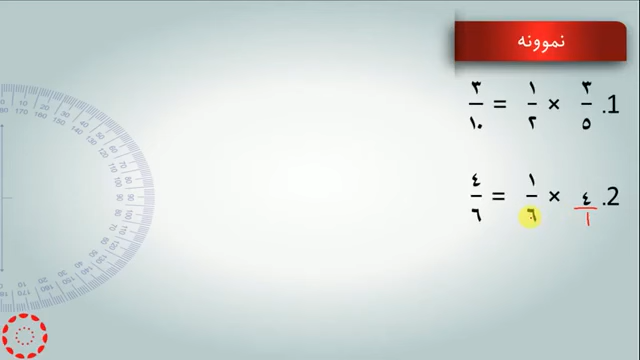 نموونە
1. ٣/٥ × ١/٢ = ٣/١٠
2. ٤/١ × ١/٦ = ٤/٦